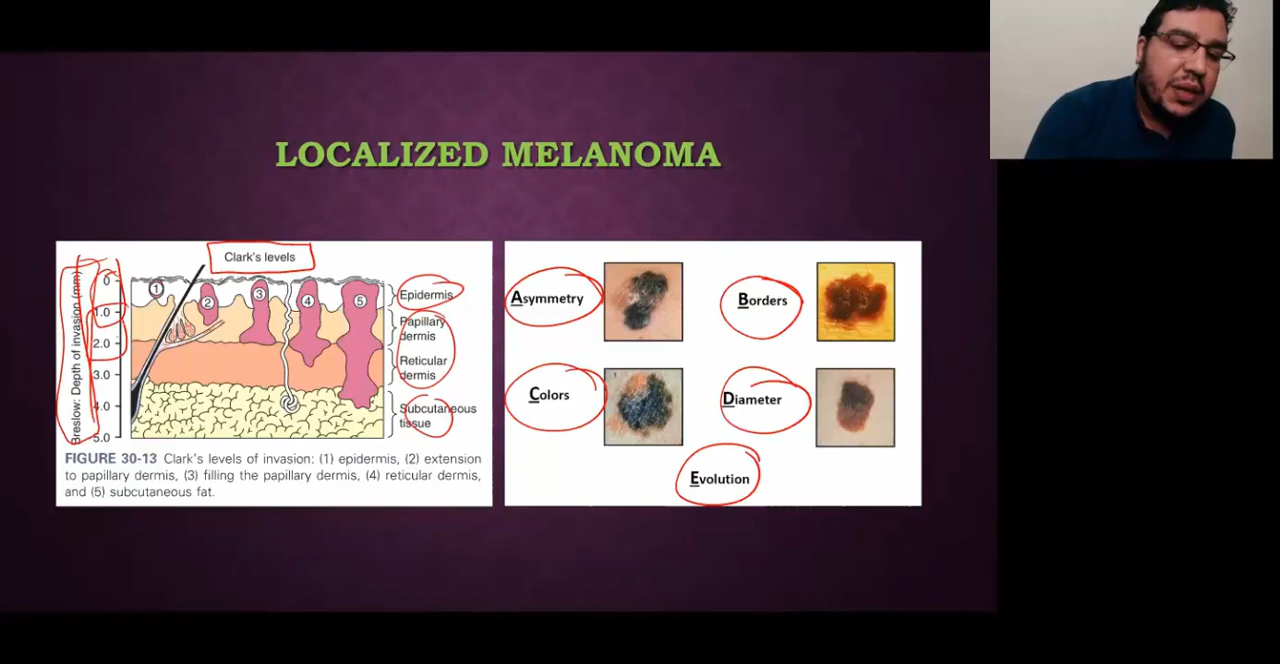 LOCALIZED MELANOMA
Clark's levels
Breslow: Depth of invasion (mm)
0
1.0
2.0
3.0
4.0
5.0
1
2
3
4
5
Epidermis
Papillary
dermis
Reticular
dermis
Subcutaneous
tissue
FIGURE 30-13 Clark's levels of invasion: (1) epidermis, (2) extension
to papillary dermis, (3) filling the papillary dermis, (4) reticular dermis,
and (5) subcutaneous fat.
Asymmetry
Borders
Colors
Diameter
Evolution